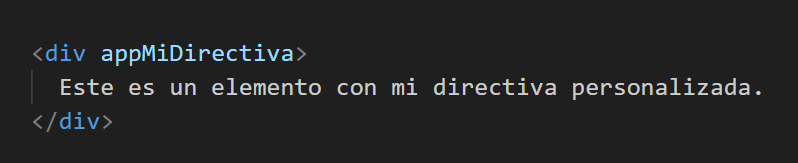 <div appMiDirectiva>
Este es un elemento con mi directiva personalizada.
</div>